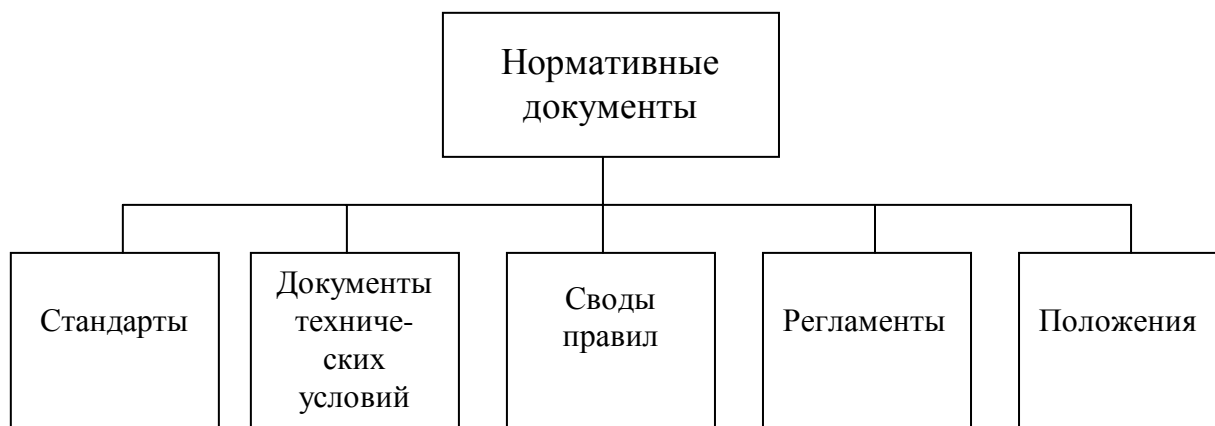 Нормативные
документы
Стандарты
Документы
техниче-
ских
условий
Своды
правил
Регламенты
Положения